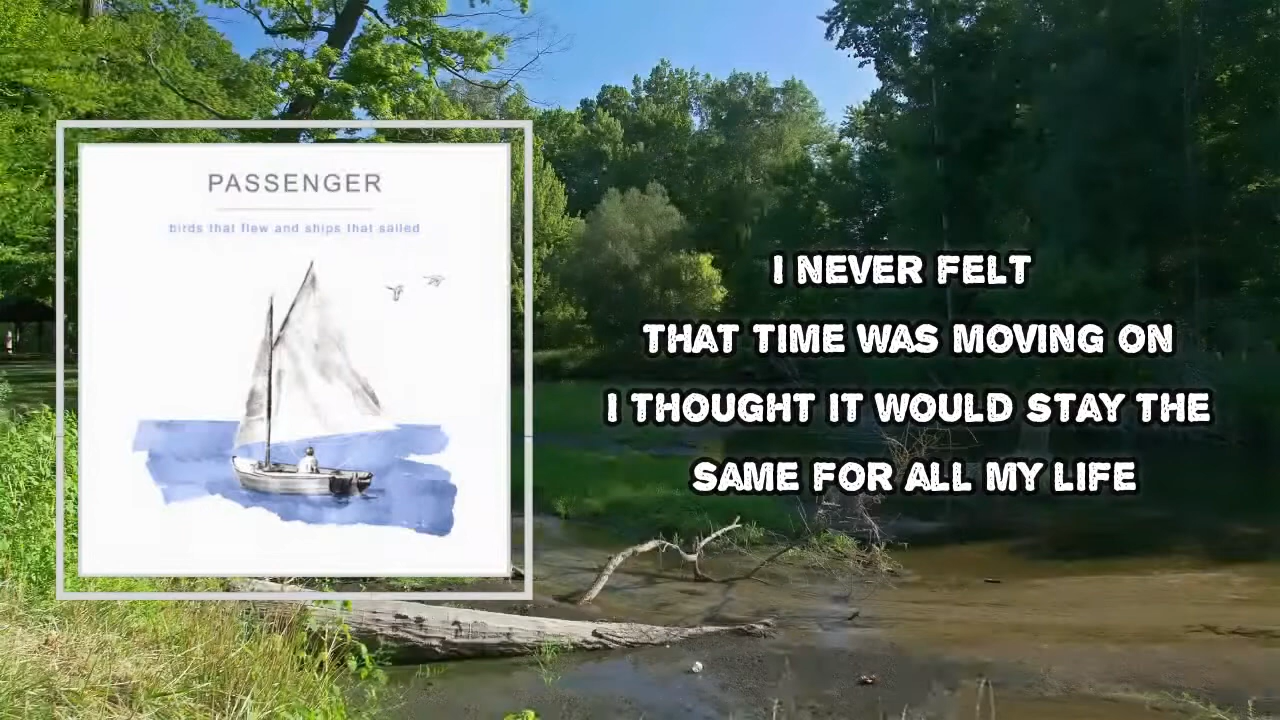 PASSENGER
birds that flew and ships that sailed
I NEVER FELT
THAT TIME WAS MOVING ON
I THOUGHT IT WOULD STAY THE
SAME FOR ALL MY LIFE